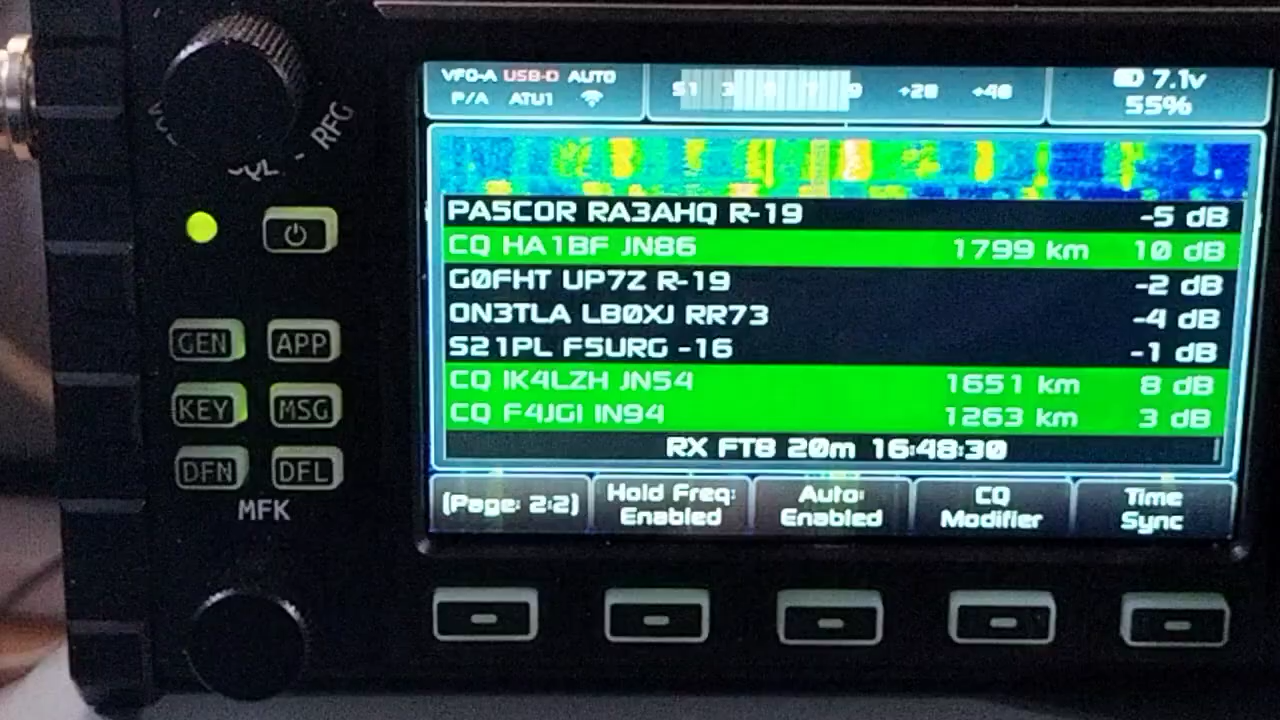 VFO-A USB-D AUTO
P/A ATU1
S1 3 9 +20 +40
7.1v
55%
RFG
PA5COR RA3AHQ R-19 -5 dB
CQ HA1BF JN86 1799 km 10 dB
G0FHT UP7Z R-19 -2 dB
ON3TLA LB0XJ RR73 -4 dB
S21PL F5URG -16 -1 dB
CQ IK4LZH JN54 1651 km 8 dB
CQ F4JGI IN94 1263 km 3 dB
RX FT8 20m 16:48:30
(Page: 2:2) Hold Freq: Enabled Auto: Enabled CQ Modifier Time Sync
GEN APP
KEY MSG
DFN DFL
MFK